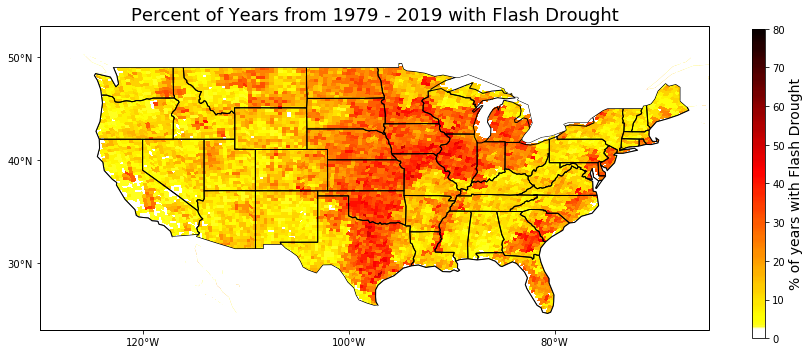 Percent of Years from 1979 - 2019 with Flash Drought
50°N
40°N
30°N
120°W
100°W
80°W
80
70
60
50
40
30
20
10
0
% of years with Flash Drought